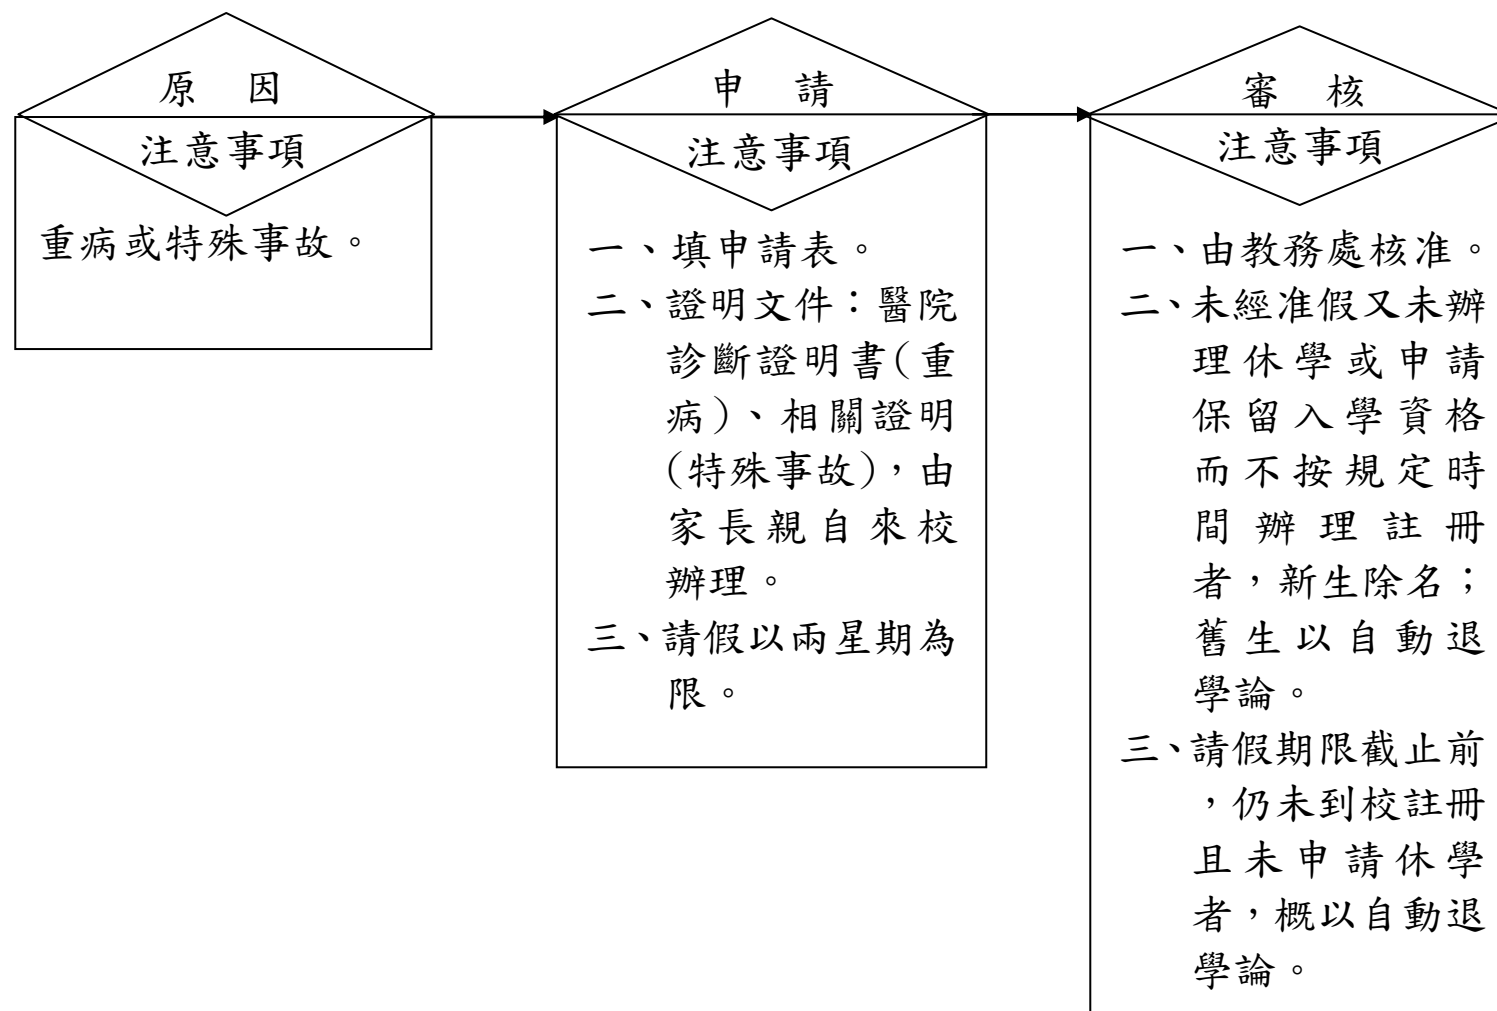 原 因
注意事項
重病或特殊事故。
申 請
注意事項
一、填申請表。
二、證明文件：醫院
診斷證明書(重
病)、相關證明
(特殊事故)，由
家長親自來校
辦理。
三、請假以兩星期為
限。
審 核
注意事項
一、由教務處核准。
二、未經准假又未辦
理休學或申請
保留入學資格
而不按規定時
間辦理註冊
者，新生除名；
舊生以自動退
學論。
三、請假期限截止前
，仍未到校註冊
且未申請休學
者，概以自動退
學論。